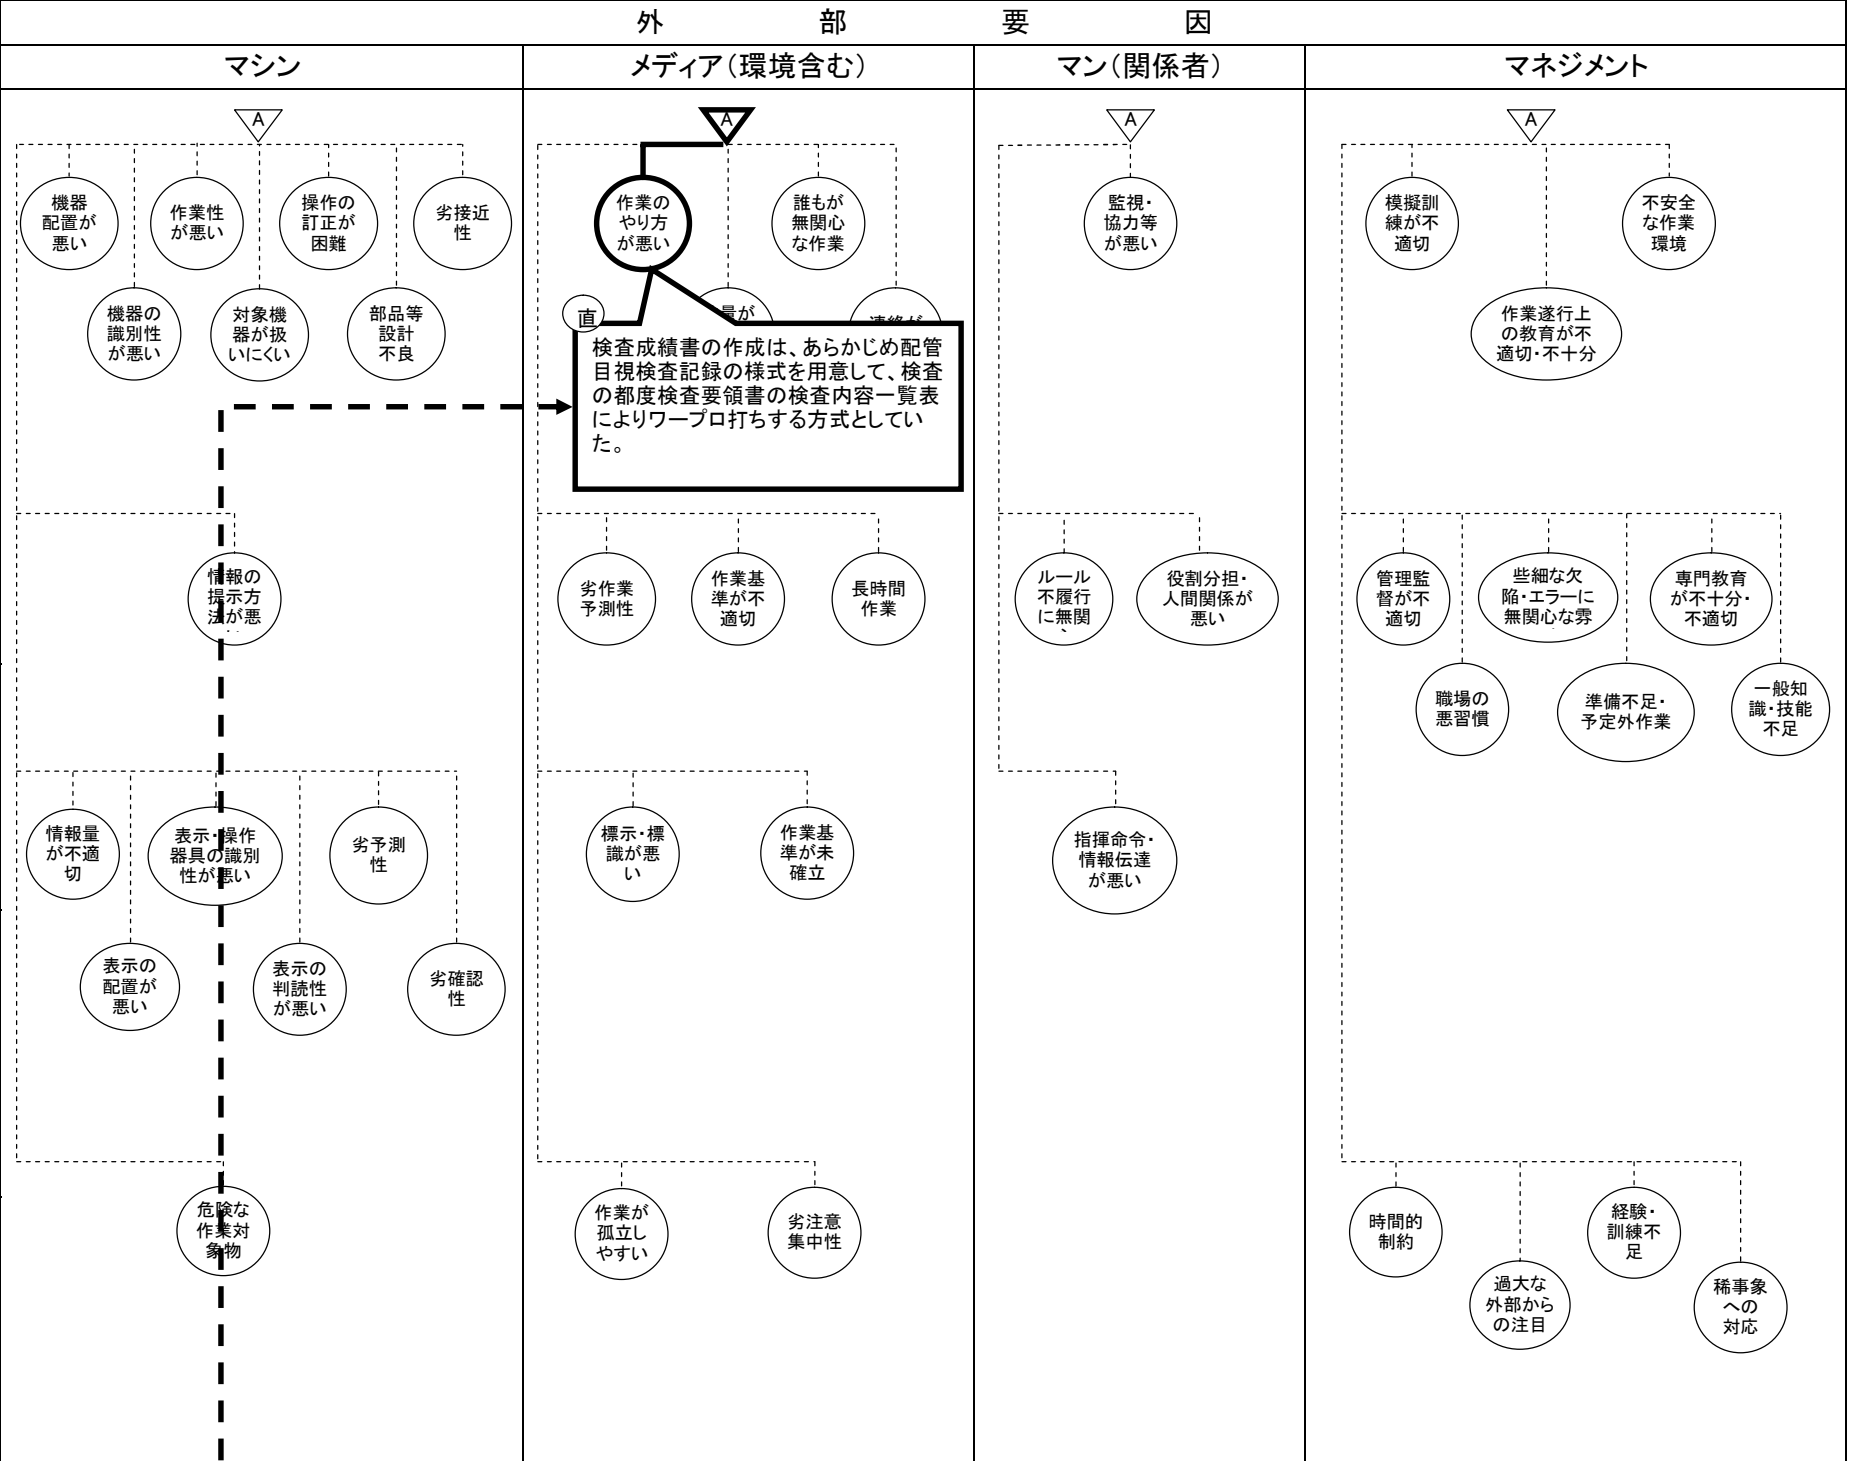 外部要因
マシン
メディア(環境含む)
マン(関係者)
マネジメント
A
機器
配置が
悪い
作業性
が悪い
操作の
訂正が
困難
劣接近
性
機器の
識別性
が悪い
対象機
器が扱
いにくい
部品等
設計
不良
情報の
提示方
法が悪
情報量
が不適
切
表示・操作
器具の識別
性が悪い
劣予測
性
表示の
配置が
悪い
表示の
判読性
が悪い
劣確認
性
危険な
作業対
象物
A
作業の
やり方
が悪い
誰もが
無関心
な作業
量が
連絡が
直
検査成績書の作成は、あらかじめ配管
目視検査記録の様式を用意して、検査
の都度検査要領書の検査内容一覧表
によりワープロ打ちする方式としてい
た。
劣作業
予測性
作業基
準が不
適切
長時間
作業
標示・標
識が悪
い
作業基
準が未
確立
作業が
孤立し
やすい
劣注意
集中性
A
監視・
協力等
が悪い
ルール
不履行
に無関
役割分担・
人間関係が
悪い
指揮命令・
情報伝達
が悪い
A
模擬訓
練が不
適切
不安全
な作業
環境
作業遂行上
の教育が不
適切・不十分
管理監
督が不
適切
些細な欠
陥・エラーに
無関心な雰
専門教育
が不十分・
不適切
職場の
悪習慣
準備不足・
予定外作業
一般知
識・技能
不足
時間的
制約
経験・
訓練不
足
過大な
外部から
の注目
稀事象
への
対応